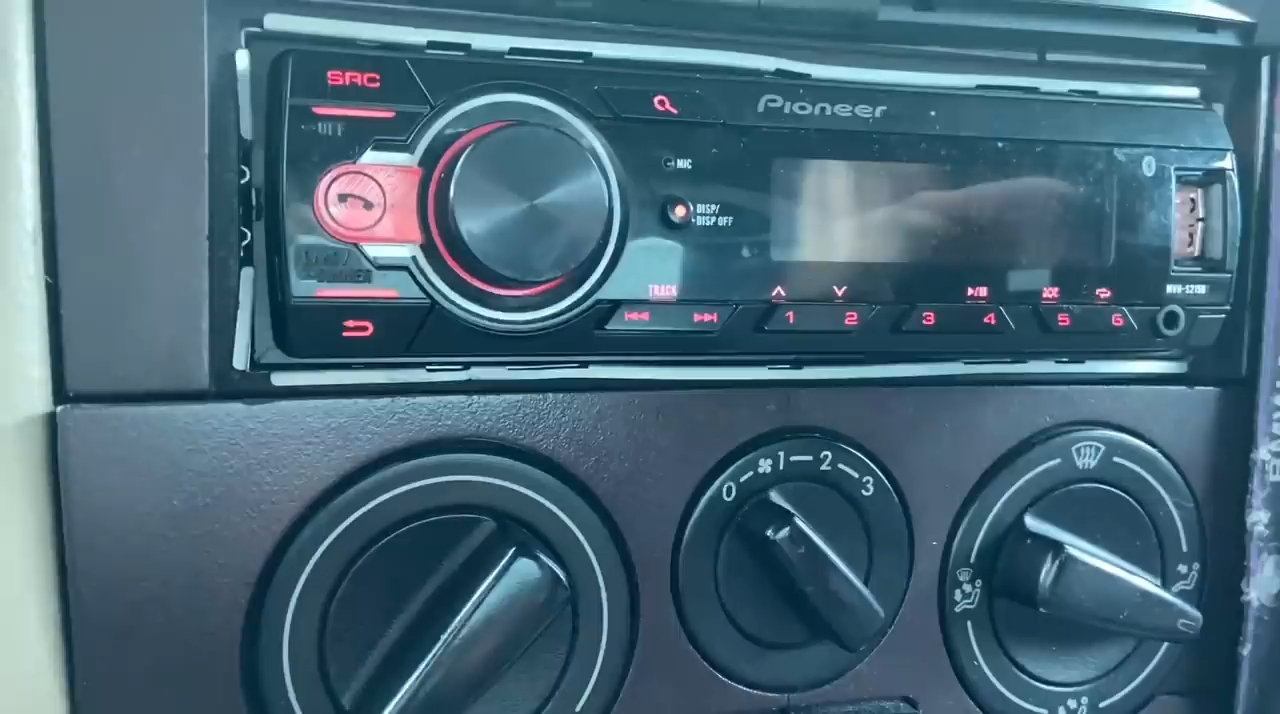 SRC
Pioneer
OFF
MIC
DISP/
DISP OFF
TRACK
MVH-S215BT
1 2 3 4 5 6
0 1 2 3